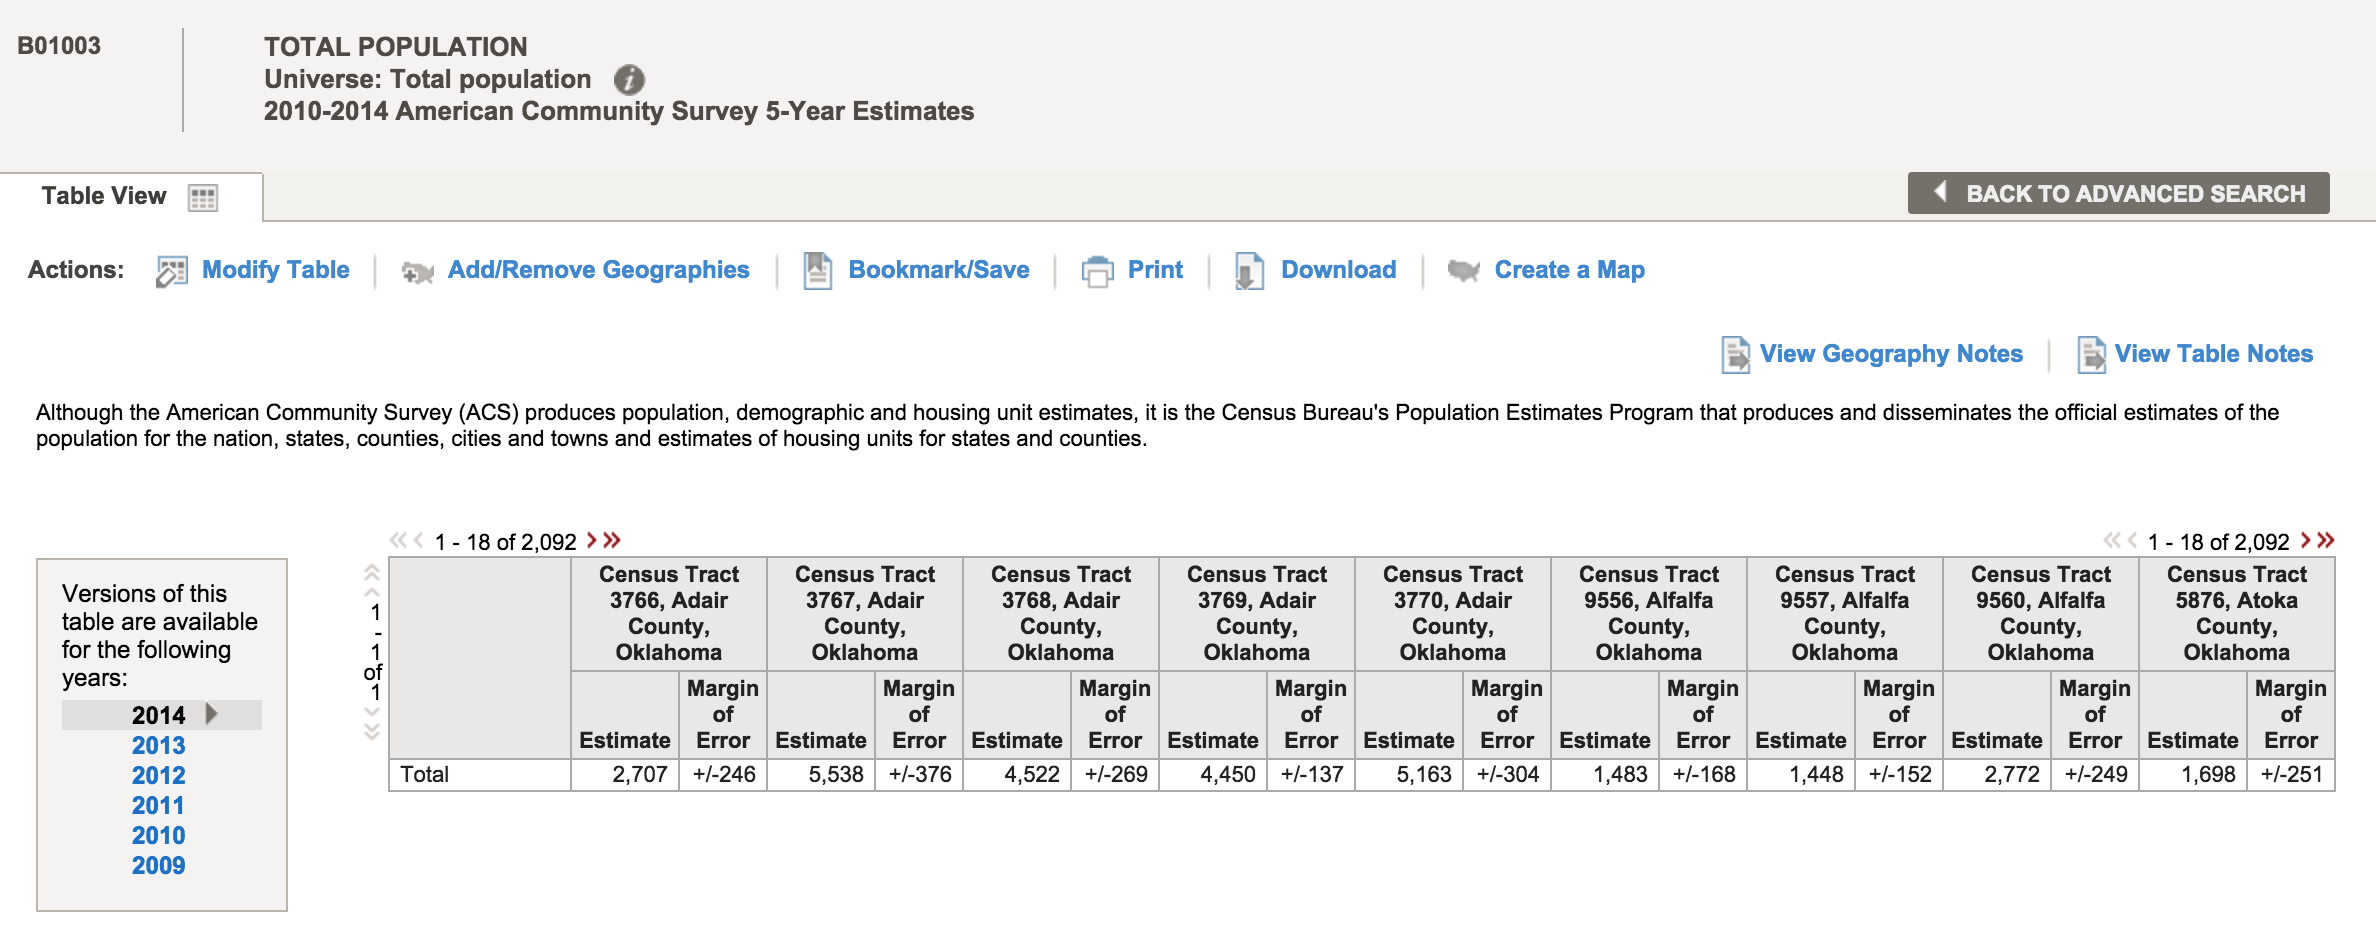 B01003
TOTAL POPULATION
Universe: Total population
2010-2014 American Community Survey 5-Year Estimates
Table View
BACK TO ADVANCED SEARCH
Actions: Modify Table Add/Remove Geographies Bookmark/Save Print Download Create a Map
View Geography Notes View Table Notes
Although the American Community Survey (ACS) produces population, demographic and housing unit estimates, it is the Census Bureau's Population Estimates Program that produces and disseminates the official estimates of the
population for the nation, states, counties, cities and towns and estimates of housing units for states and counties.
Versions of this
table are available
for the following
years:
2014
2013
2012
2011
2010
2009
1 - 18 of 2,092 1 - 18 of 2,092
1
-
1
of
1
Census Tract Census Tract Census Tract Census Tract Census Tract Census Tract Census Tract Census Tract Census Tract
3766, Adair 3767, Adair 3768, Adair 3769, Adair 3770, Adair 9556, Alfalfa 9557, Alfalfa 9560, Alfalfa 5876, Atoka
County, County, County, County, County, County, County, County, County,
Oklahoma Oklahoma Oklahoma Oklahoma Oklahoma Oklahoma Oklahoma Oklahoma Oklahoma
Margin Margin Margin Margin Margin Margin Margin Margin Margin
of of of of of of of of of
Estimate Error Estimate Error Estimate Error Estimate Error Estimate Error Estimate Error Estimate Error Estimate Error Estimate Error
Total 2,707 +/-246 5,538 +/-376 4,522 +/-269 4,450 +/-137 5,163 +/-304 1,483 +/-168 1,448 +/-152 2,772 +/-249 1,698 +/-251